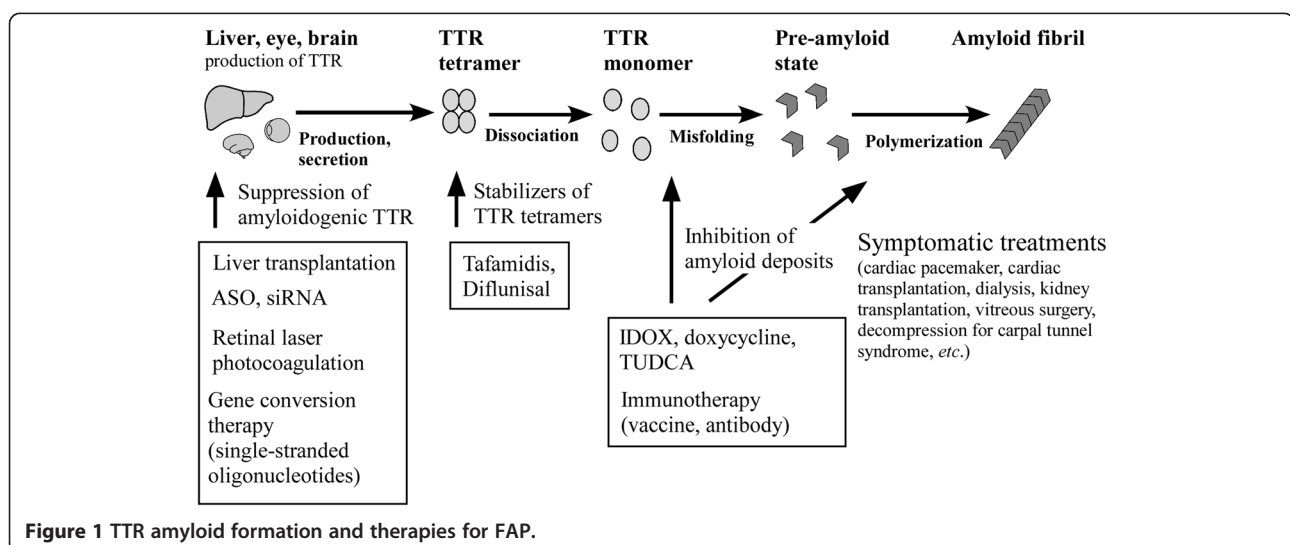 Liver, eye, brain
production of TTR
TTR
tetramer
TTR
monomer
Pre-amyloid
state
Amyloid fibril
Production,
secretion
Dissociation
Misfolding
Polymerization
Suppression of
amyloidogenic TTR
Stabilizers of
TTR tetramers
Inhibition of
amyloid deposits
Symptomatic treatments
(cardiac pacemaker, cardiac
transplantation, dialysis, kidney
transplantation, vitreous surgery,
decompression for carpal tunnel
syndrome, etc.)
Liver transplantation
ASO, siRNA
Retinal laser
photocoagulation
Gene conversion
therapy
(single-stranded
oligonucleotides)
Tafamidis,
Diflunisal
IDOX, doxycycline,
TUDCA
Immunotherapy
(vaccine, antibody)
Figure 1 TTR amyloid formation and therapies for FAP.